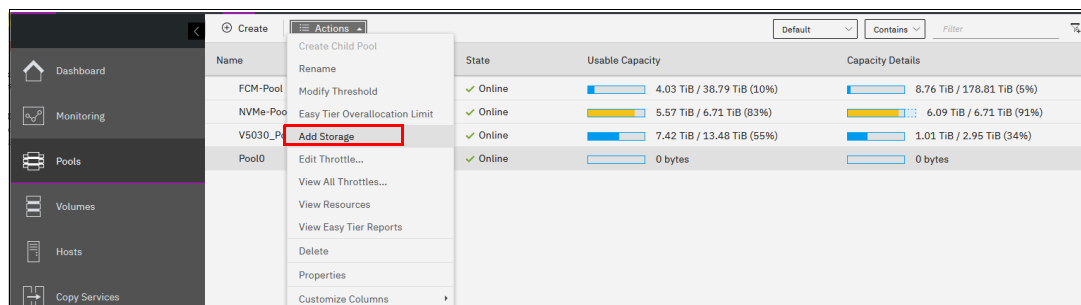 Create Actions Default Contains Filter
Create Child Pool
Name State Usable Capacity Capacity Details
Dashboard
Rename
FCM-Pool Online 4.03 TiB / 38.79 TiB (10%) 8.76 TiB / 178.81 TiB (5%)
Modify Threshold
Monitoring
NVMe-Poo Easy Tier Overallocation Limit Online 5.57 TiB / 6.71 TiB (83%) 6.09 TiB / 6.71 TiB (91%)
V5030_Po Add Storage Online 7.42 TiB / 13.48 TiB (55%) 1.01 TiB / 2.95 TiB (34%)
Pools Pool0 Edit Throttle... Online 0 bytes 0 bytes
View All Throttles...
Volumes View Resources
View Easy Tier Reports
Hosts Delete
Properties
Copy Services Customize Columns